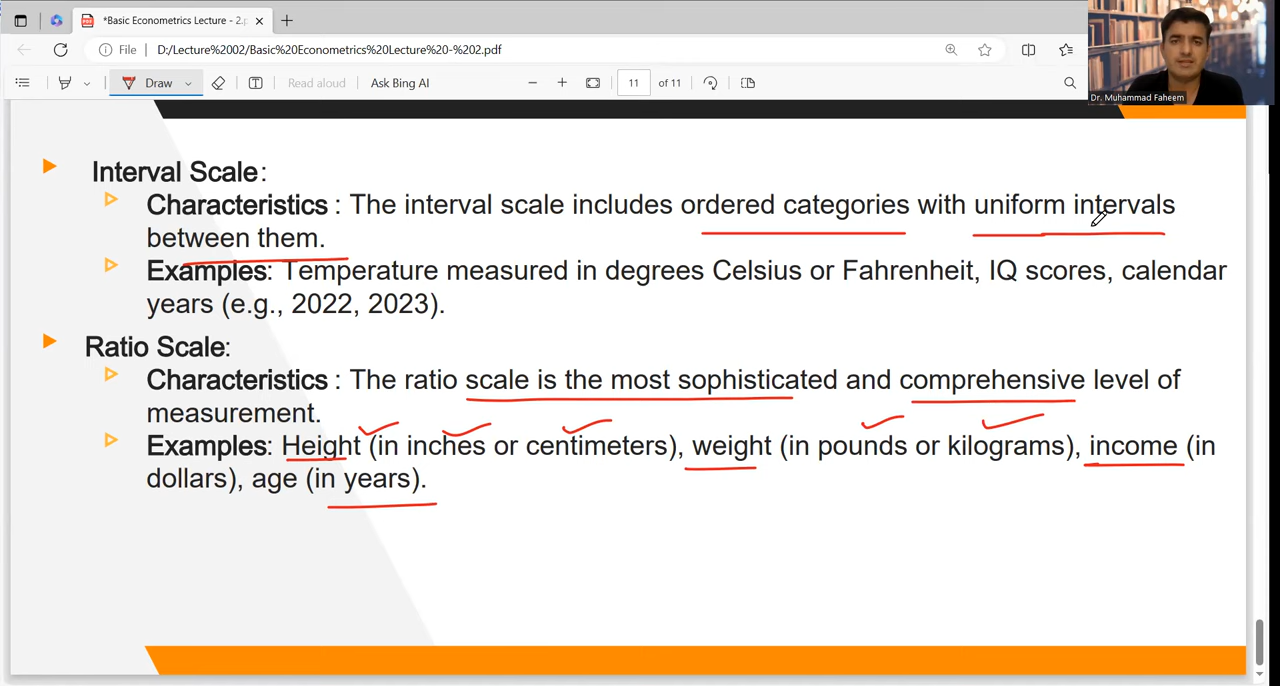 *Basic Econometrics Lecture - 2.p
File D:/Lecture%2002/Basic%20Econometrics%20Lecture%20-%202.pdf
Draw Read aloud Ask Bing AI 11 of 11
Dr. Muhammad Faheem
Interval Scale:
Characteristics : The interval scale includes ordered categories with uniform intervals
between them.
Examples: Temperature measured in degrees Celsius or Fahrenheit, IQ scores, calendar
years (e.g., 2022, 2023).
Ratio Scale:
Characteristics : The ratio scale is the most sophisticated and comprehensive level of
measurement.
Examples: Height (in inches or centimeters), weight (in pounds or kilograms), income (in
dollars), age (in years).